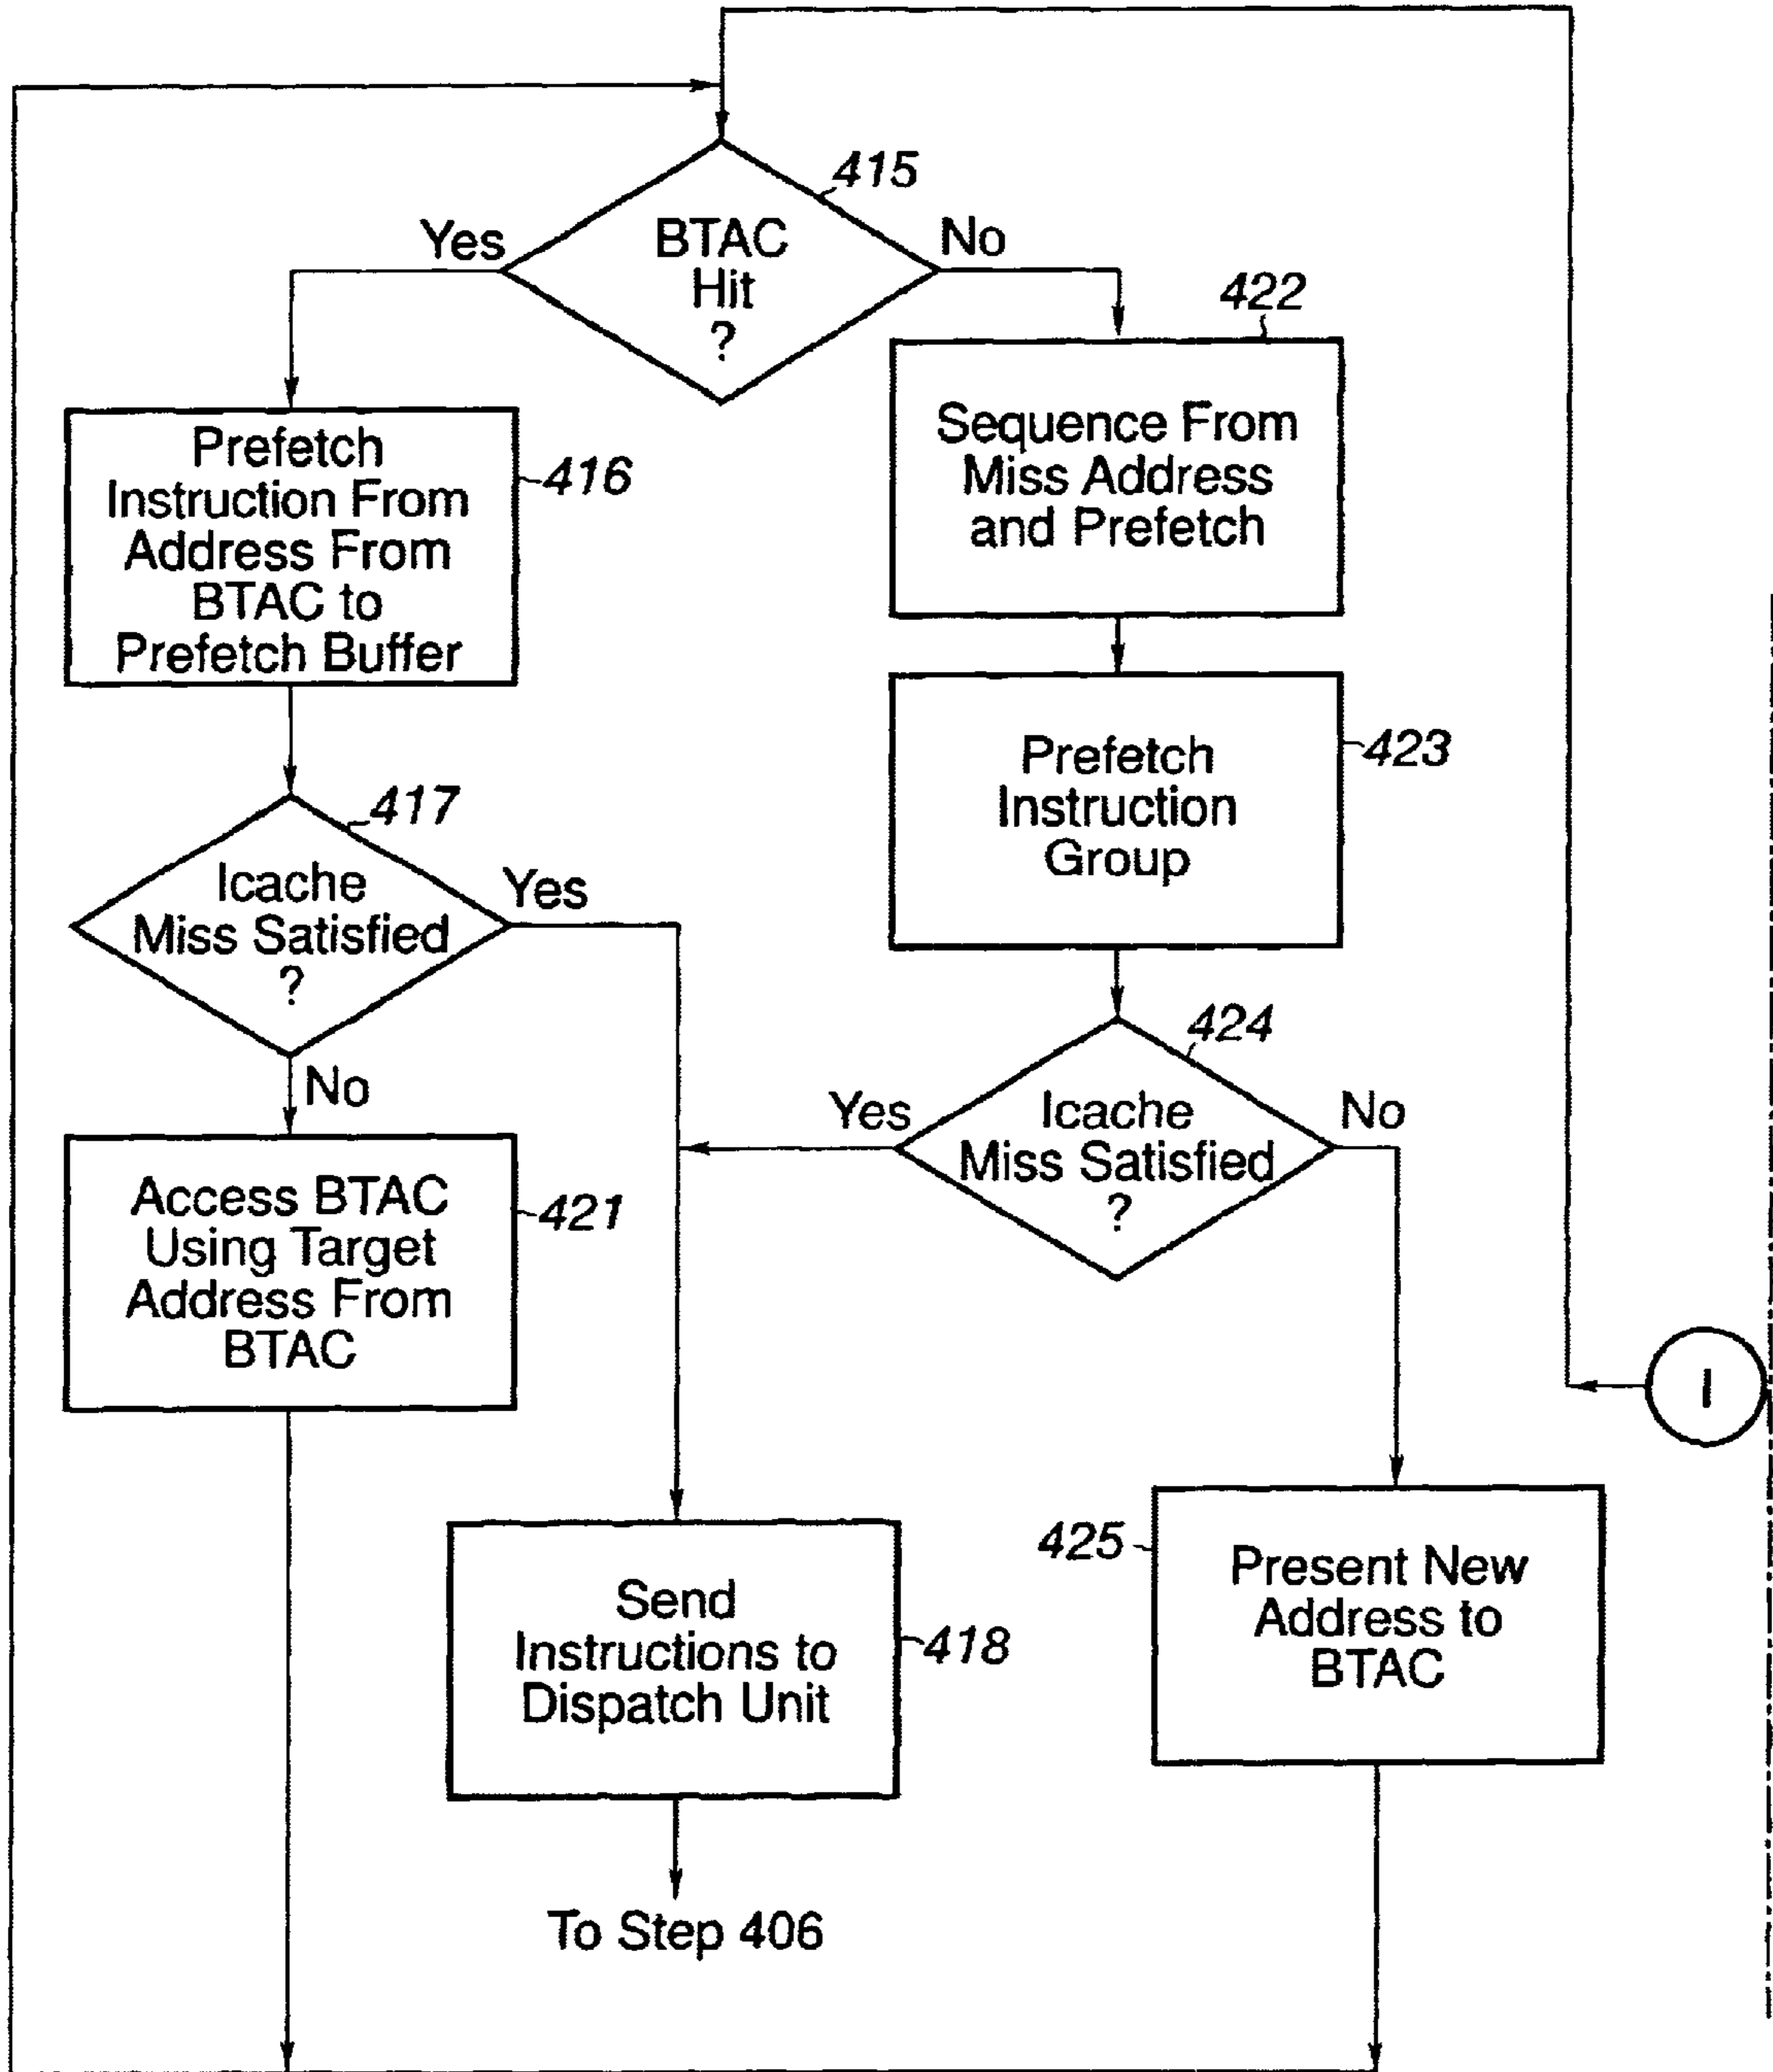 415
Yes
BTAC
Hit
?
No
422
Prefetch
Instruction From
Address From
BTAC to
Prefetch Buffer
416
Sequence From
Miss Address
and Prefetch
417
Icache
Miss Satisfied
?
Yes
Prefetch
Instruction
Group
423
No
424
Yes
Icache
Miss Satisfied
?
No
Access BTAC
Using Target
Address From
BTAC
421
I
Send
Instructions to
Dispatch Unit
418
425
Present New
Address to
BTAC
To Step 406